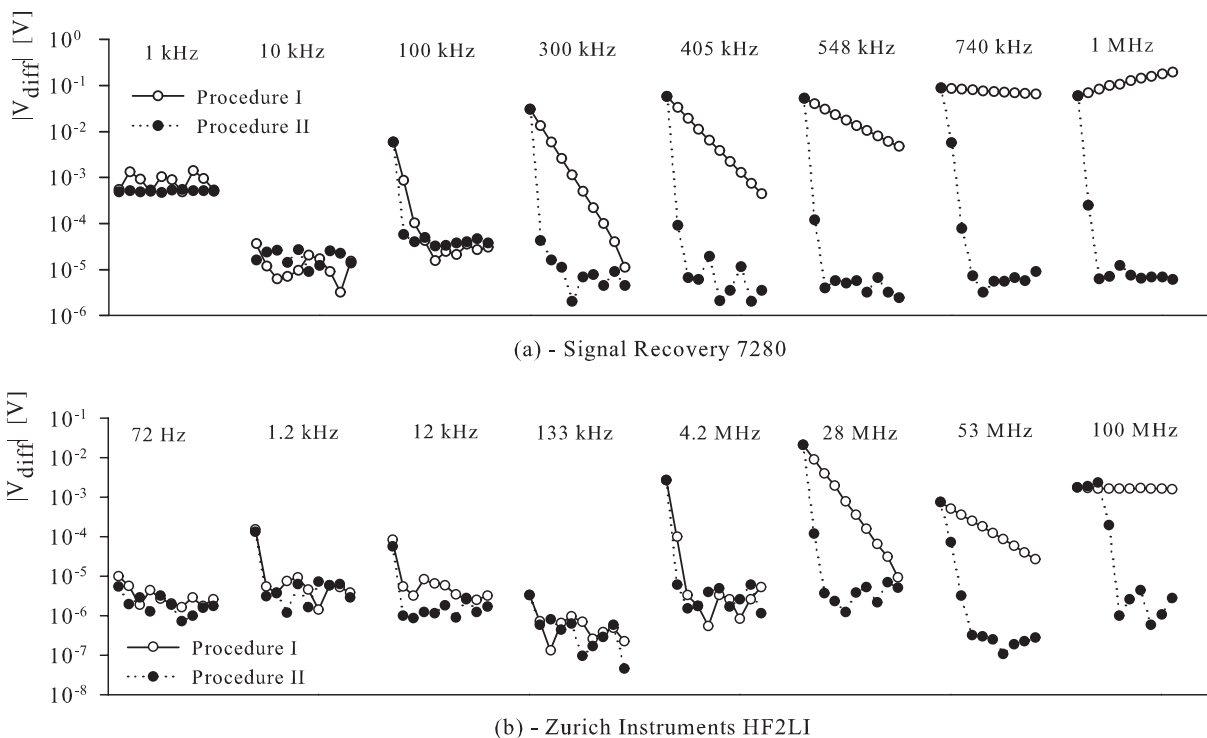 |V_diff| [V]
10^0
10^-1
10^-2
10^-3
10^-4
10^-5
10^-6
1 kHz 10 kHz 100 kHz 300 kHz 405 kHz 548 kHz 740 kHz 1 MHz
Procedure I
Procedure II
(a) - Signal Recovery 7280
|V_diff| [V]
10^-1
10^-2
10^-3
10^-4
10^-5
10^-6
10^-7
10^-8
72 Hz 1.2 kHz 12 kHz 133 kHz 4.2 MHz 28 MHz 53 MHz 100 MHz
Procedure I
Procedure II
(b) - Zurich Instruments HF2LI